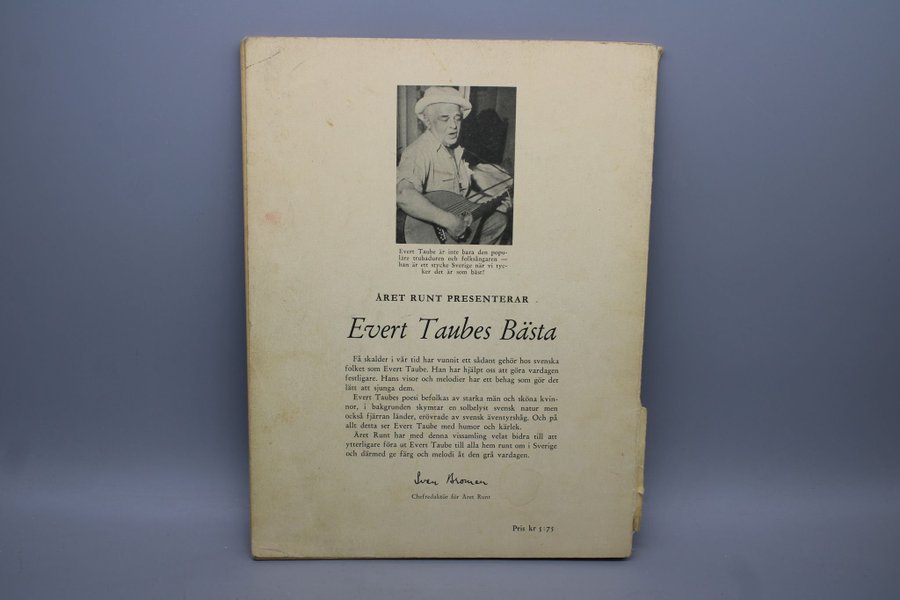 Evert Taube är inte bara den popu-
läre trubaduren och folksångaren —
han är ett stycke Sverige när vi tyc-
ker det är som bäst!
ÅRET RUNT PRESENTERAR
Evert Taubes Bästa
Få skalder i vår tid har vunnit ett sådant gehör hos svenska
folket som Evert Taube. Han har hjälpt oss att göra vardagen
festligare. Hans visor och melodier har ett behag som gör det
lätt att sjunga dem.
Evert Taubes poesi befolkas av starka män och sköna kvin-
nor, i bakgrunden skymtar en solbelyst svensk natur men
också fjärran länder, erövrade av svensk äventyrshåg. Och på
allt detta ser Evert Taube med humor och kärlek.
Året Runt har med denna vissamling velat bidra till att
ytterligare föra ut Evert Taube till alla hem runt om i Sverige
och därmed ge färg och melodi åt den grå vardagen.
Sven Broman
Chefredaktör för Året Runt
Pris kr 5:75